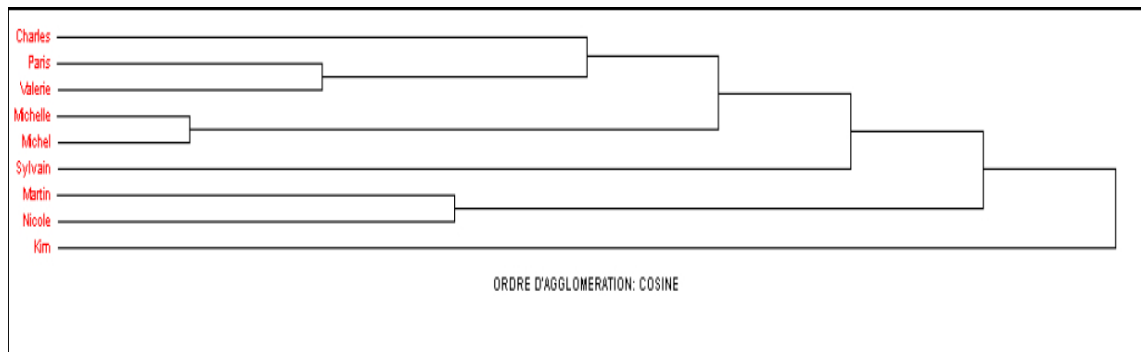 Charles
Paris
Valerie
Michelle
Michel
Sylvain
Martin
Nicole
Kim
ORDRE D'AGGLOMERATION: COSINE